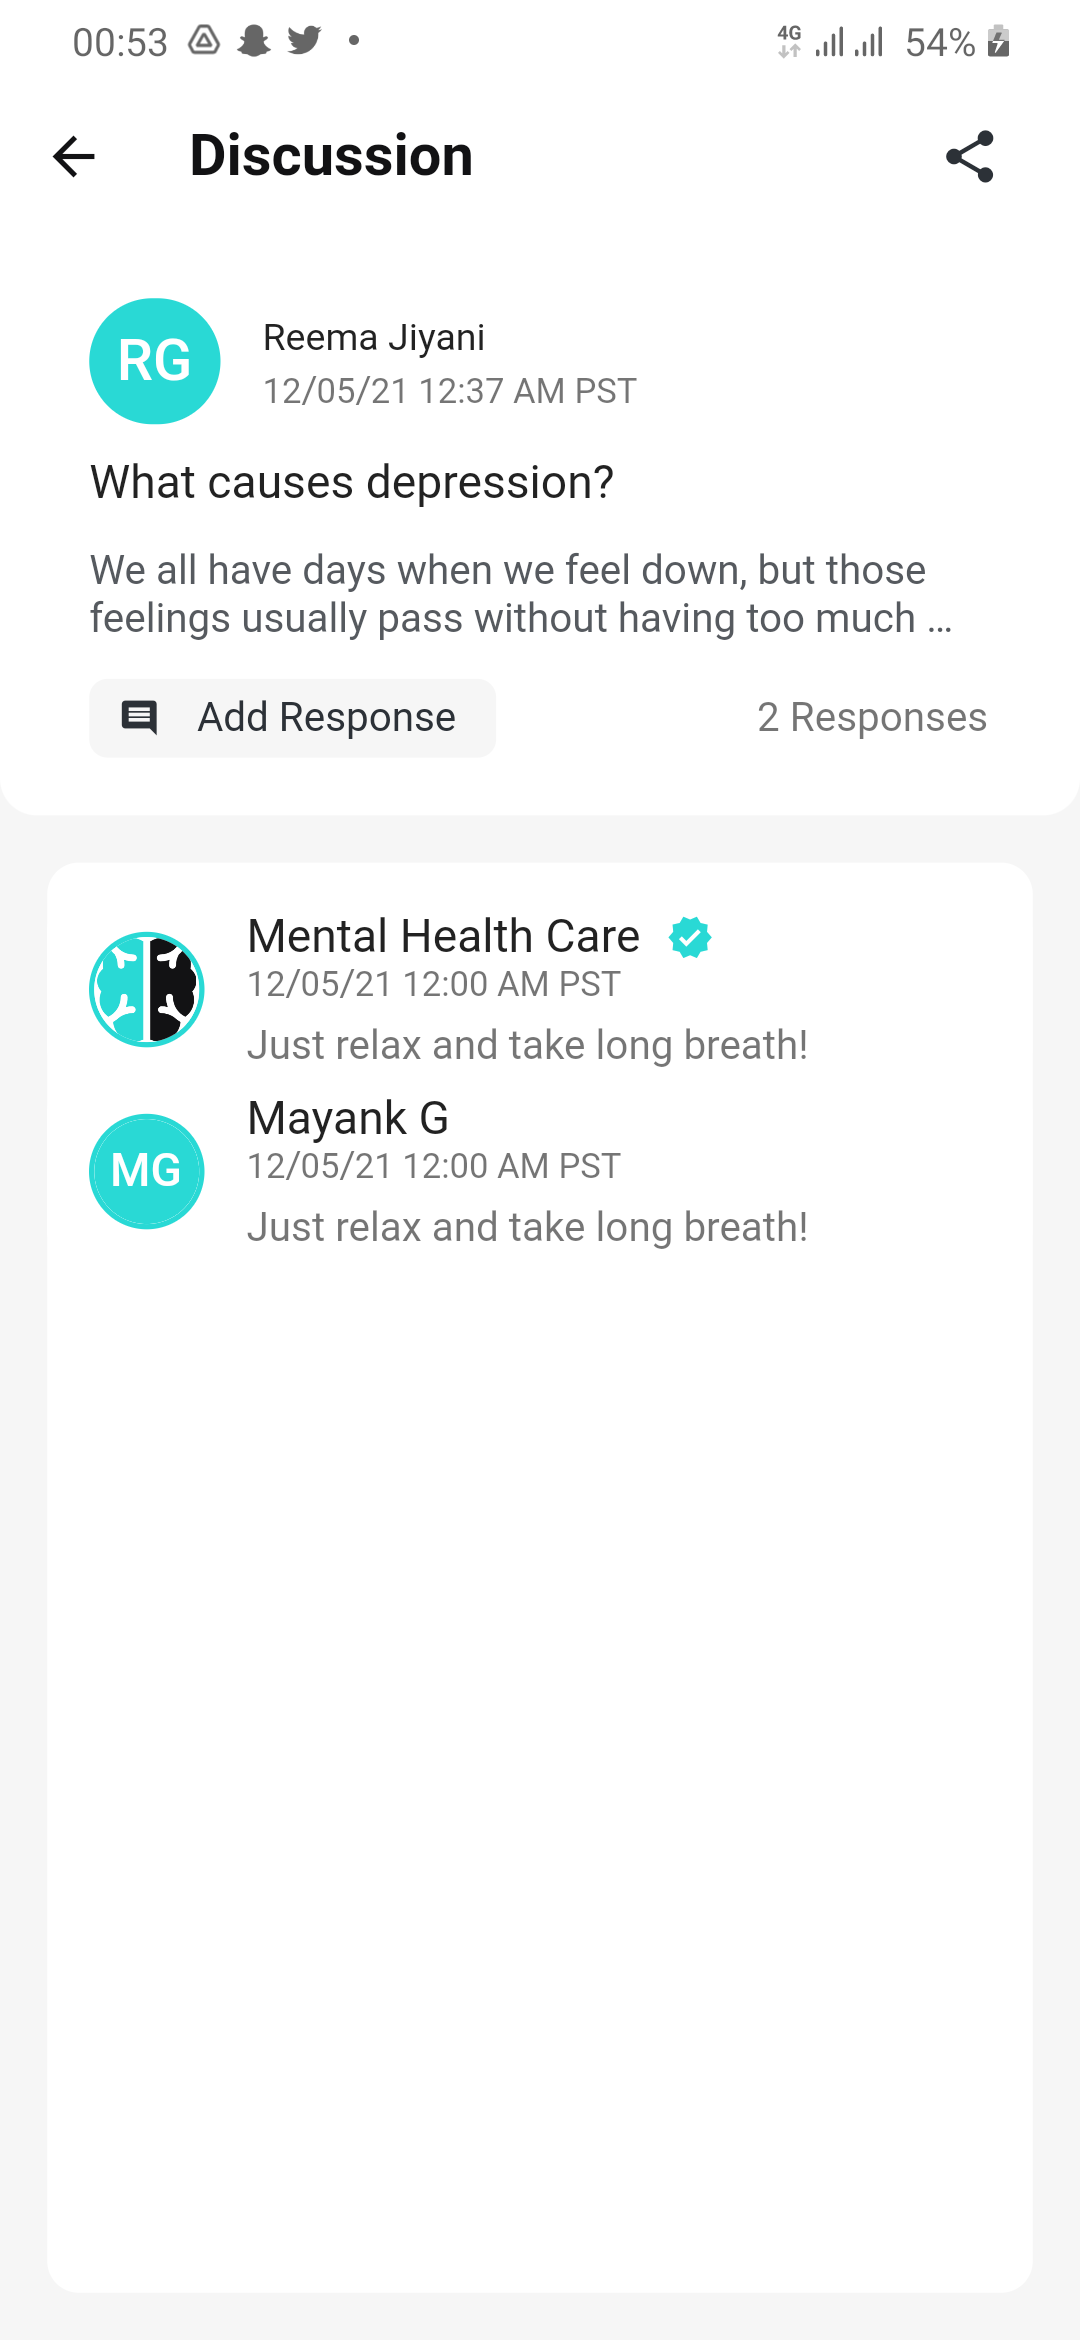 00:53
4G
54%
Discussion
RG
Reema Jiyani
12/05/21 12:37 AM PST
What causes depression?
We all have days when we feel down, but those
feelings usually pass without having too much ...
Add Response
2 Responses
Mental Health Care
12/05/21 12:00 AM PST
Just relax and take long breath!
MG
Mayank G
12/05/21 12:00 AM PST
Just relax and take long breath!